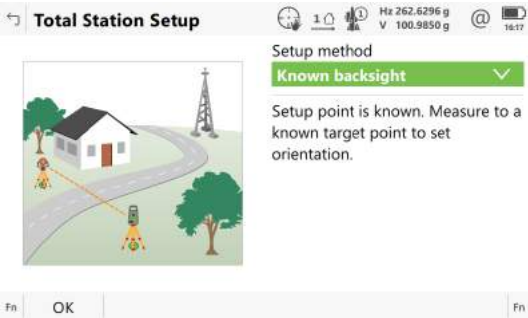 Total Station Setup
1
1
Hz 262.6296 g
V 100.9850 g
@
16:17
Setup method
Known backsight
Setup point is known. Measure to a
known target point to set
orientation.
Fn
OK
Fn